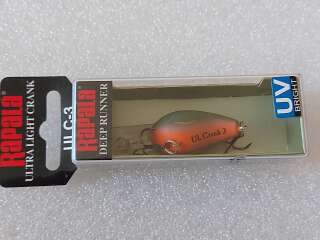 Rapala
ULTRA LIGHT CRANK
ULC-3
Rapala
DEEP RUNNER
UL Crank 3
UV
BRIGHT